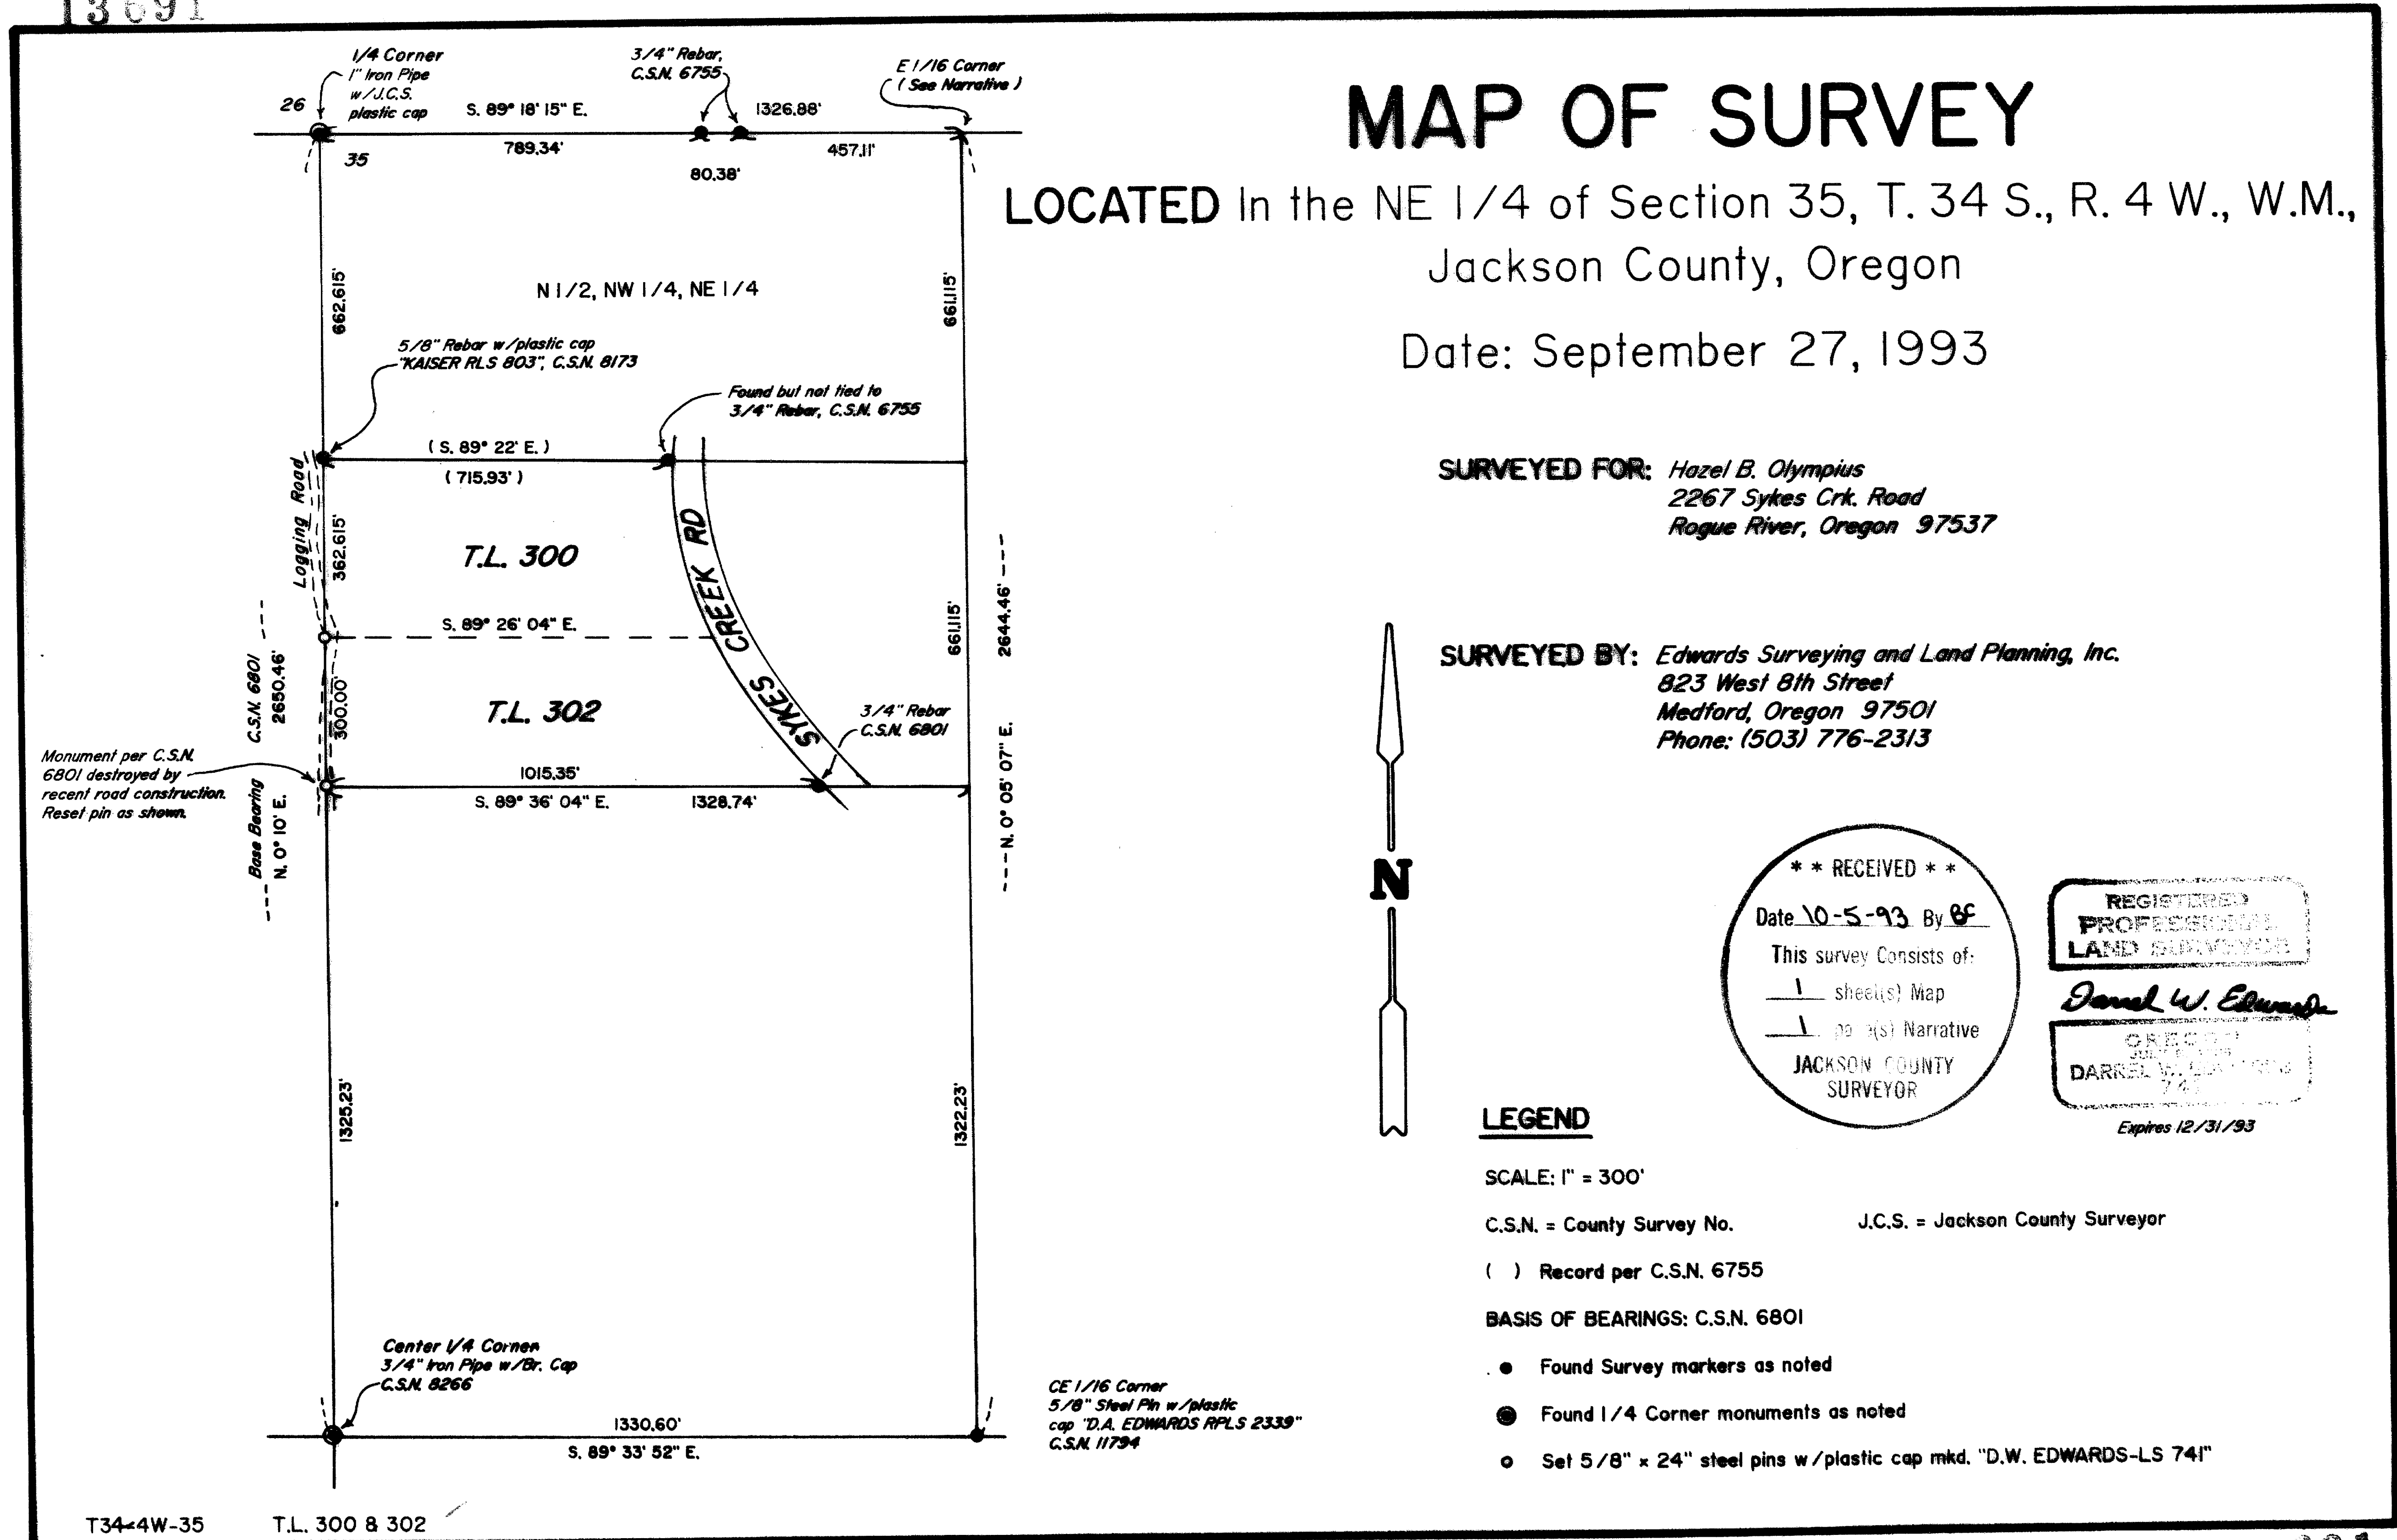 13691
1/4 Corner
1" Iron Pipe
w/J.C.S.
plastic cap
26
35
S. 89° 18' 15" E.
789.34'
3/4" Rebar,
C.S.N. 6755
80.38'
1326.88'
457.11'
E 1/16 Corner
( See Narrative )
662.615'
N 1/2, NW 1/4, NE 1/4
661.115'
5/8" Rebar w/plastic cap
"KAISER RLS 803", C.S.N. 8173
Found but not tied to
3/4" Rebar, C.S.N. 6755
( S. 89° 22' E. )
( 715.93' )
Logging Road
362.615'
T.L. 300
SYKES CREEK RD
S. 89° 26' 04" E.
661.115'
--- N. 0° 05' 07" E. 2644.46' ---
--- Base Bearing C.S.N. 6801 ---
N. 0° 10' E. 2650.46'
300.00'
T.L. 302
3/4" Rebar
C.S.N. 6801
Monument per C.S.N.
6801 destroyed by
recent road construction.
Reset pin as shown.
1015.35'
S. 89° 36' 04" E. 1328.74'
1325.23'
1322.23'
Center 1/4 Corner
3/4" Iron Pipe w/Br. Cap
C.S.N. 8266
1330.60'
S. 89° 33' 52" E.
CE 1/16 Corner
5/8" Steel Pin w/plastic
cap "D.A. EDWARDS RPLS 2339"
C.S.N. 11794
T34-4W-35 T.L. 300 & 302
MAP OF SURVEY
LOCATED In the NE 1/4 of Section 35, T. 34 S., R. 4 W., W.M.,
Jackson County, Oregon
Date: September 27, 1993
SURVEYED FOR: Hazel B. Olympius
2267 Sykes Crk. Road
Rogue River, Oregon 97537
SURVEYED BY: Edwards Surveying and Land Planning, Inc.
823 West 8th Street
Medford, Oregon 97501
Phone: (503) 776-2313
N
* * RECEIVED * *
Date 10-5-93 By BF
This survey Consists of:
1 sheet(s) Map
1 page(s) Narrative
JACKSON COUNTY
SURVEYOR
REGISTERED
PROFESSIONAL
LAND SURVEYOR
Darrel W. Edwards
OREGON
DARREL W. EDWARDS
741
Expires 12/31/93
LEGEND
SCALE: 1" = 300'
C.S.N. = County Survey No. J.C.S. = Jackson County Surveyor
( ) Record per C.S.N. 6755
BASIS OF BEARINGS: C.S.N. 6801
Found Survey markers as noted
Found 1/4 Corner monuments as noted
Set 5/8" x 24" steel pins w/plastic cap mkd. "D.W. EDWARDS-LS 741"